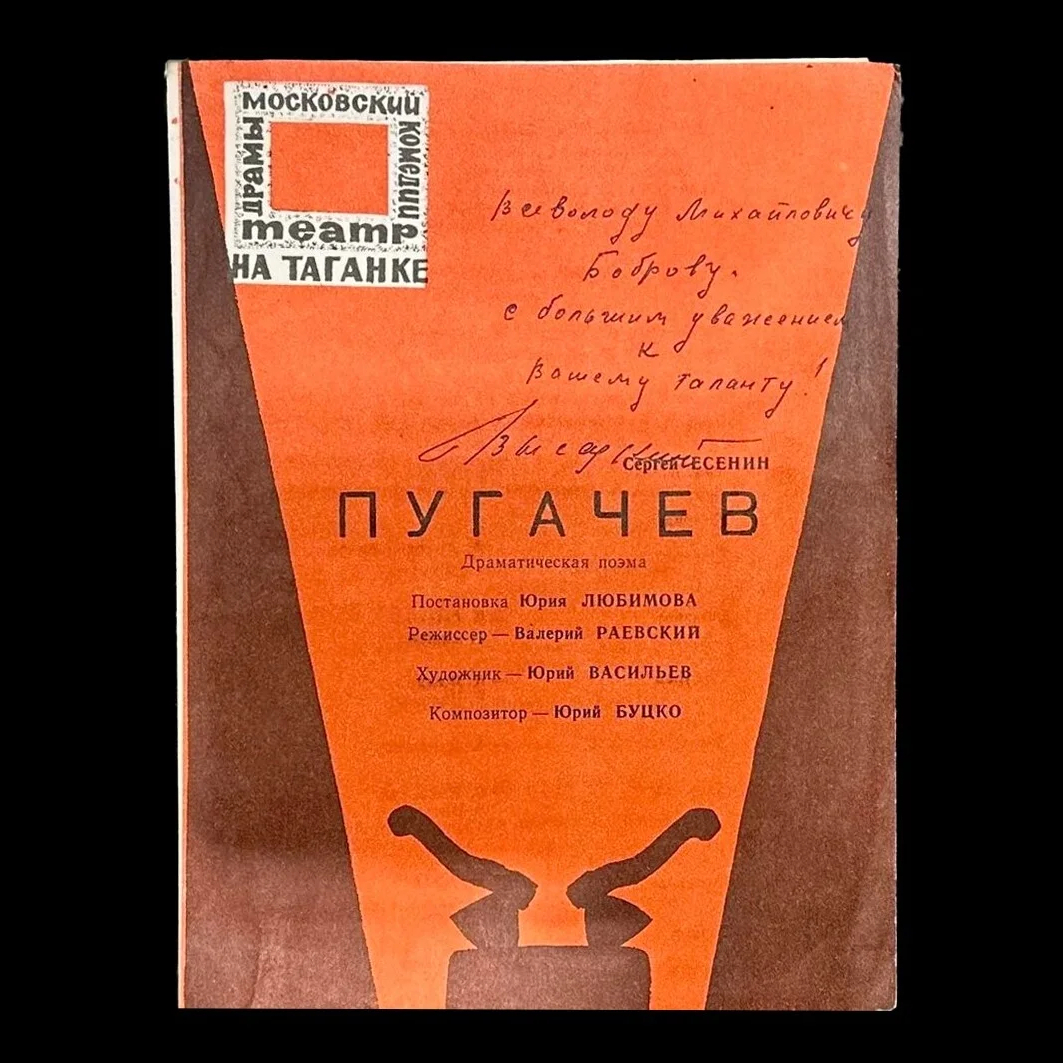 МОСКОВСКИЙ
ДРАМЫ
КОМЕДИИ
театр
НА ТАГАНКЕ
Всеволоду Михайловичу
Боброву.
с большим уважением
к
вашему таланту!
Высоцкий
Сергей ЕСЕНИН
ПУГАЧЕВ
Драматическая поэма
Постановка Юрия ЛЮБИМОВА
Режиссер — Валерий РАЕВСКИЙ
Художник — Юрий ВАСИЛЬЕВ
Композитор — Юрий БУЦКО